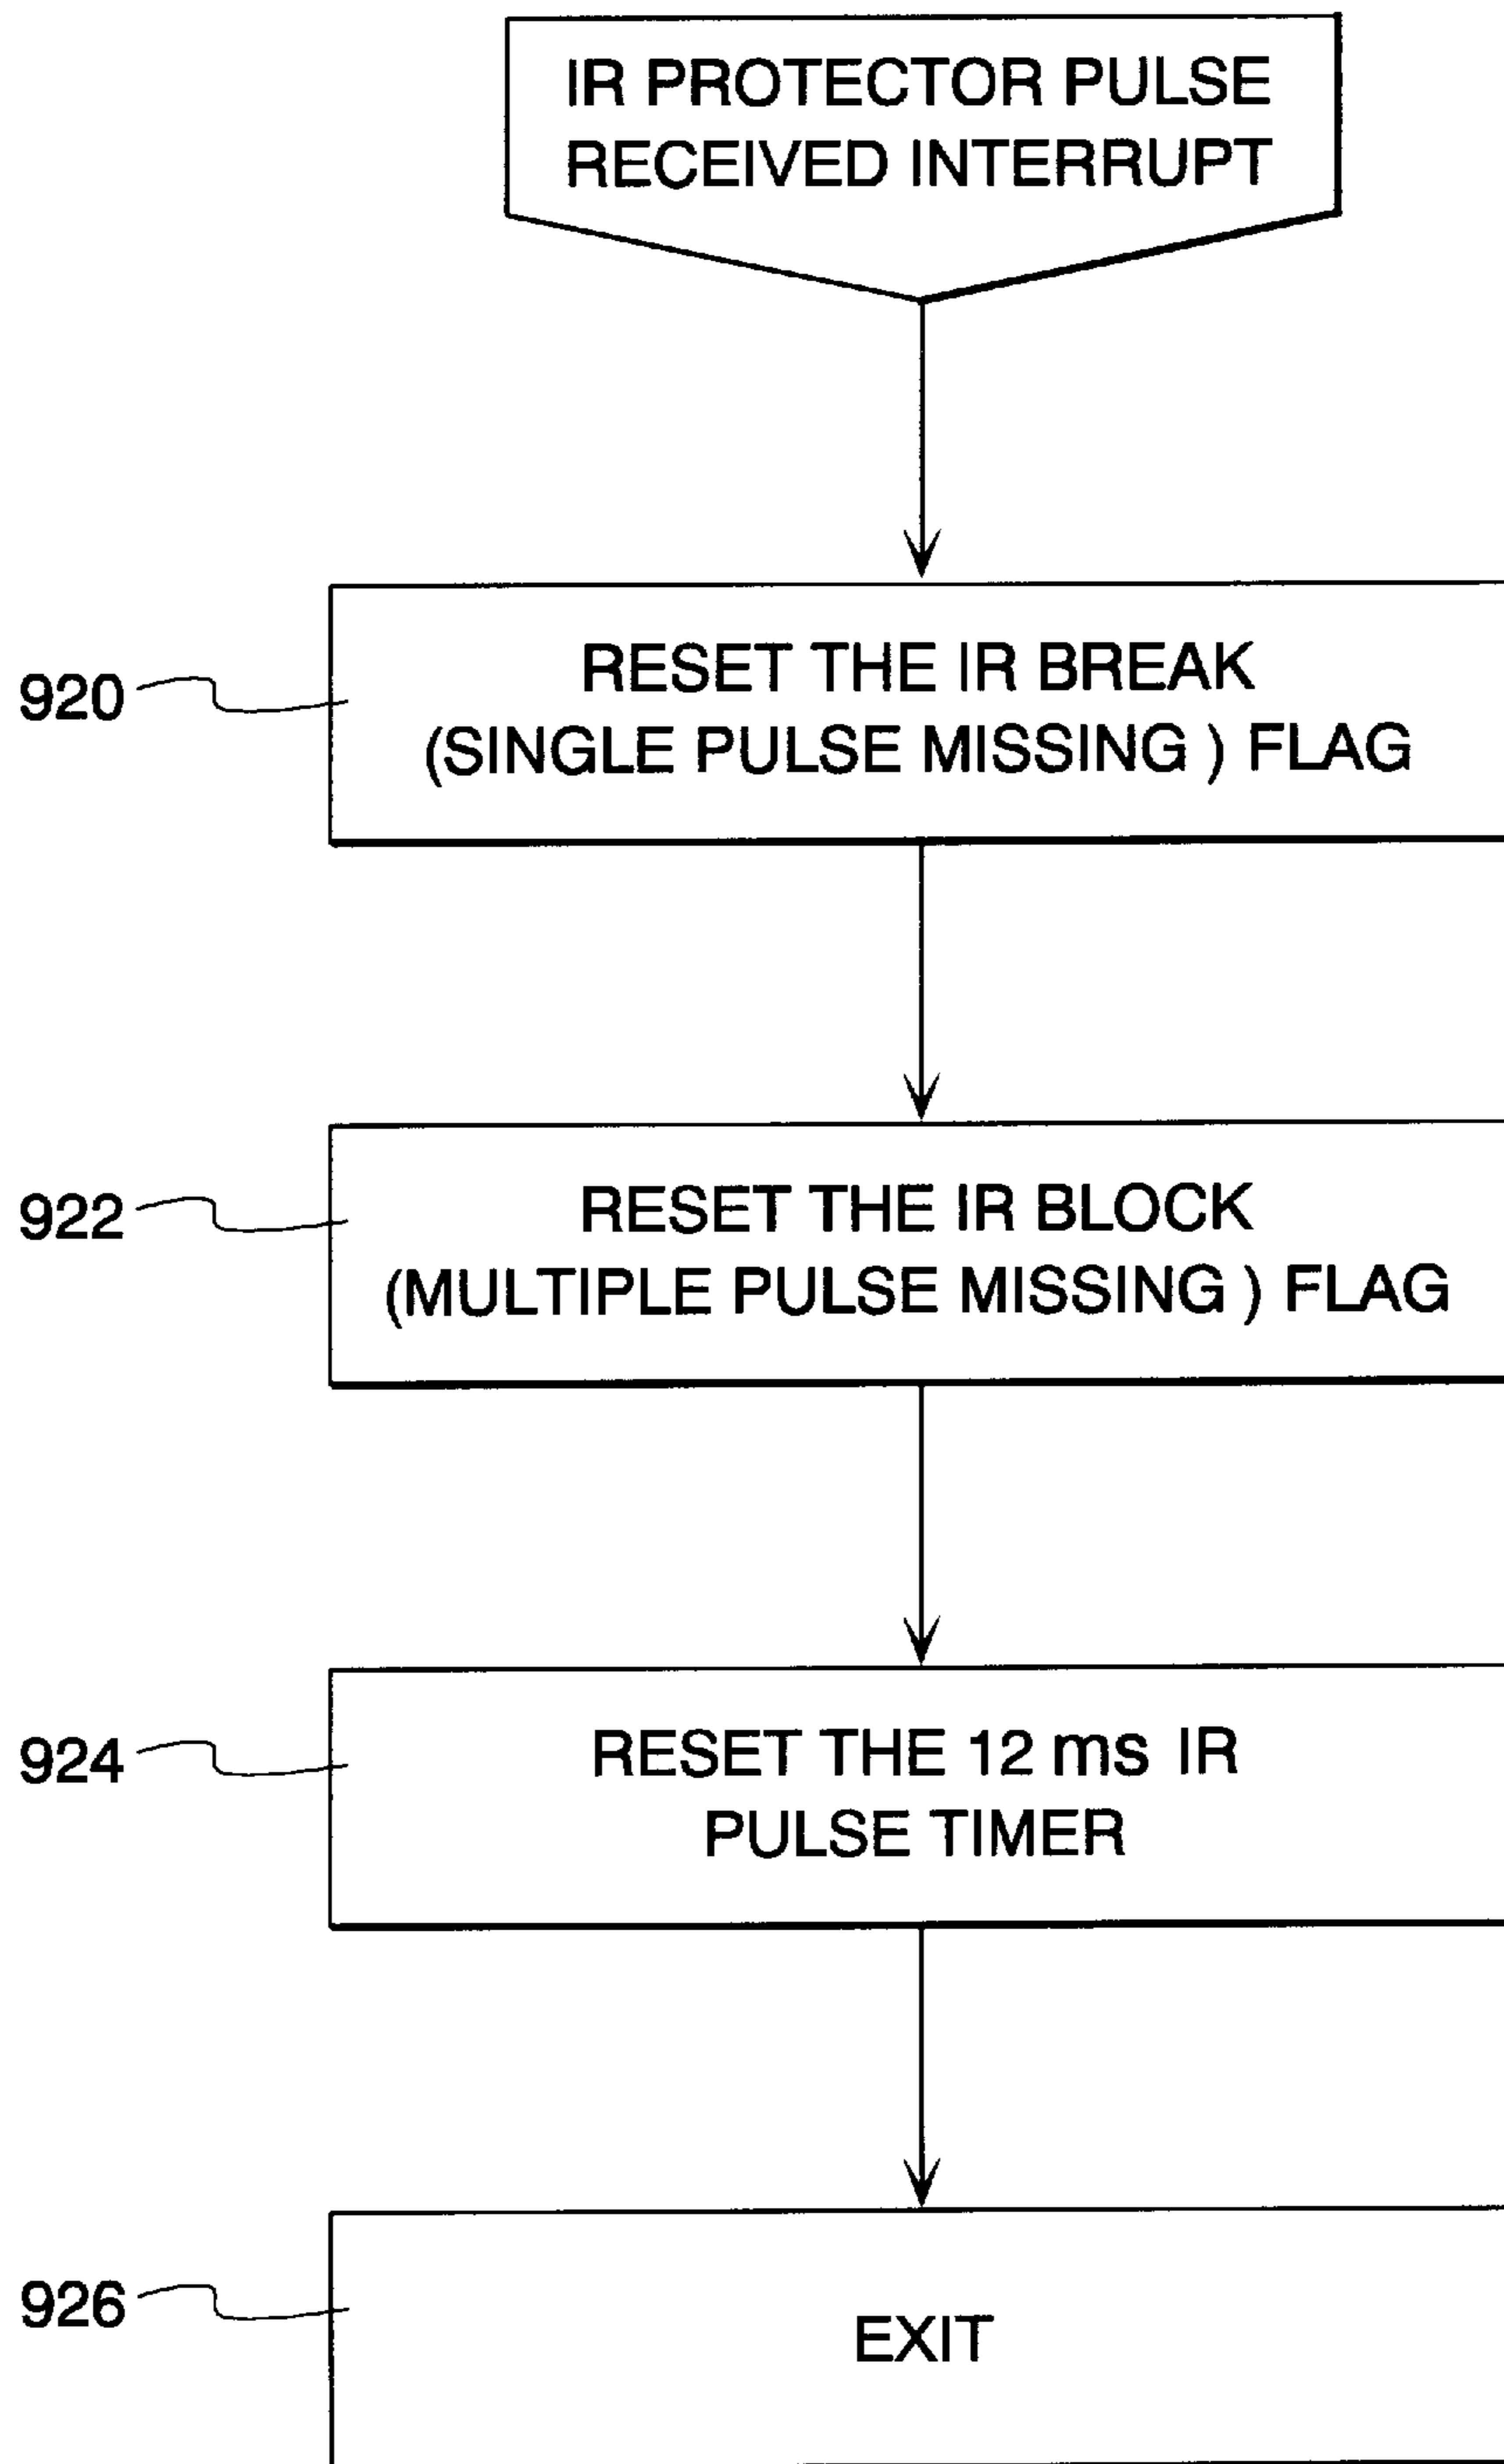 IR PROTECTOR PULSE
RECEIVED INTERRUPT
920
RESET THE IR BREAK
(SINGLE PULSE MISSING ) FLAG
922
RESET THE IR BLOCK
(MULTIPLE PULSE MISSING ) FLAG
924
RESET THE 12 ms IR
PULSE TIMER
926
EXIT